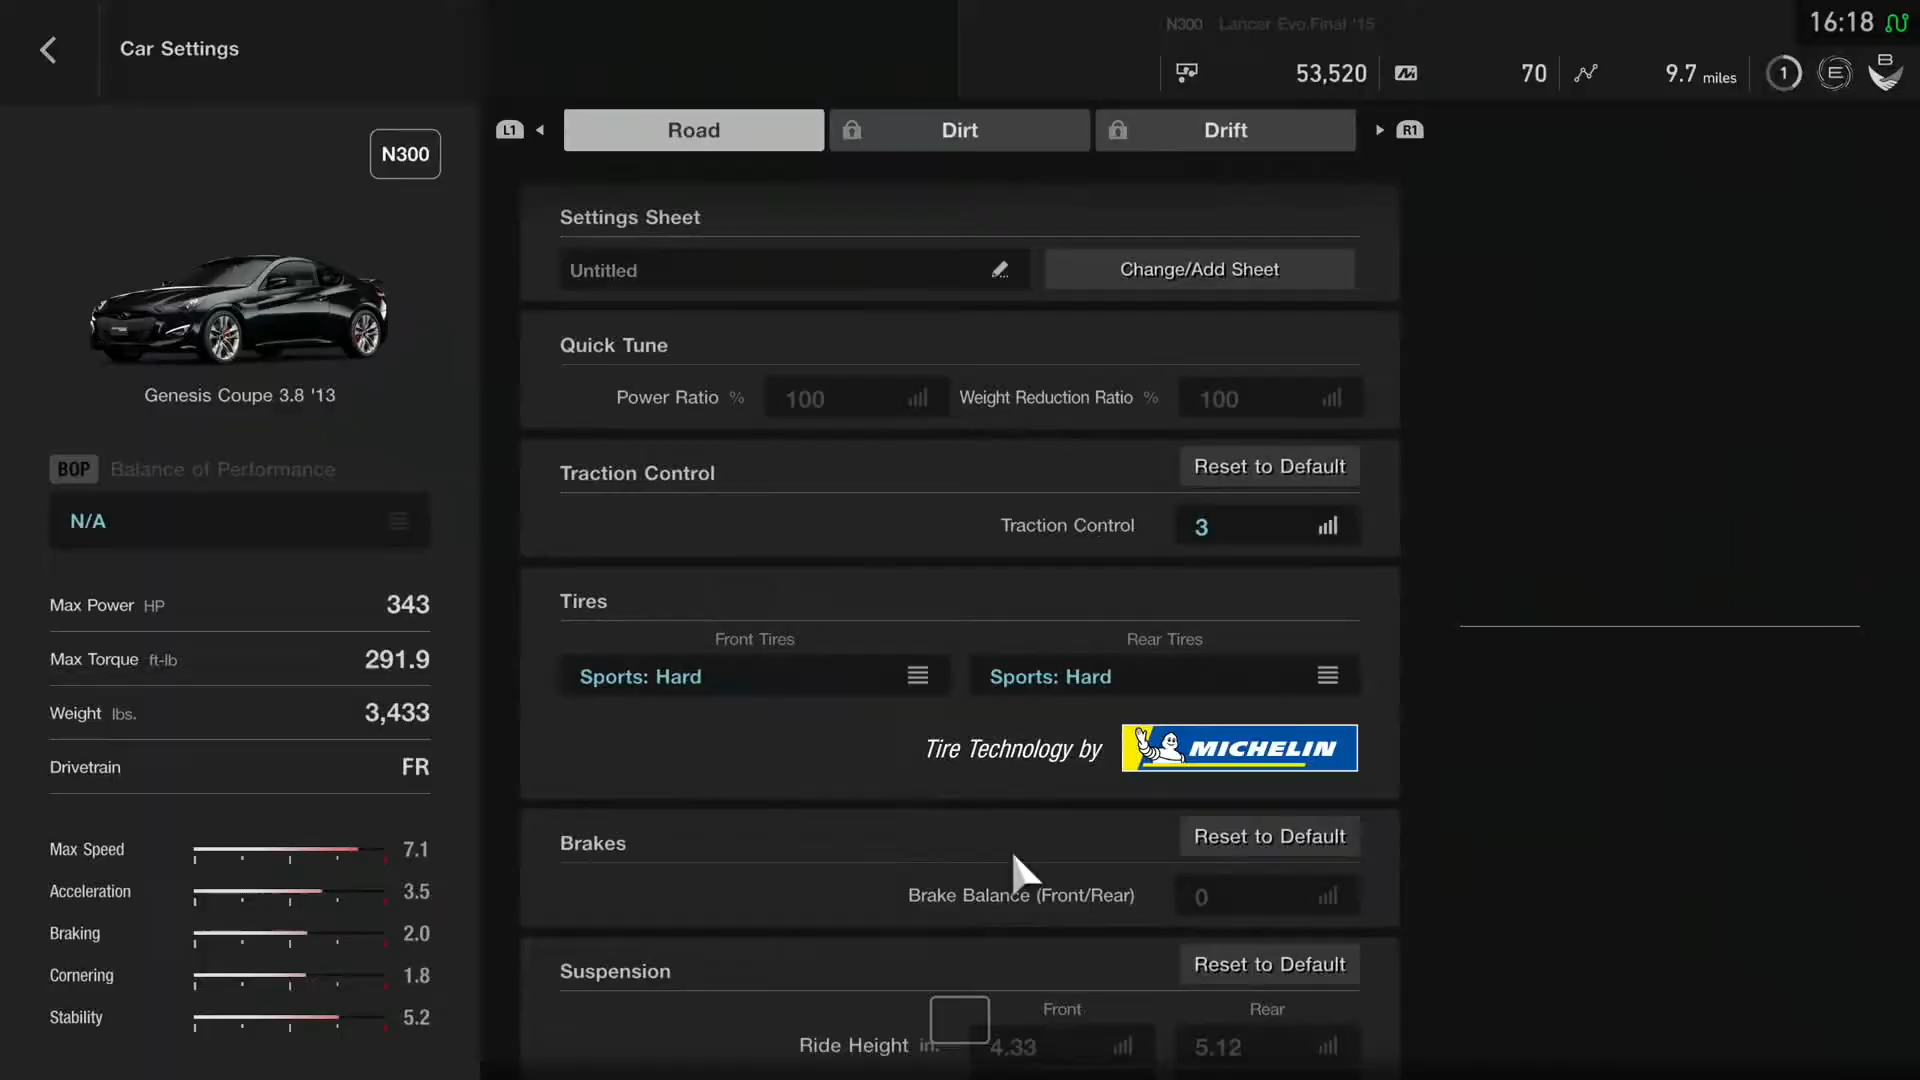 Car Settings
N300 Lancer Evo.Final '15
16:18
53,520
70
9.7 miles
1
E
B
L1
Road
Dirt
Drift
R1
N300
Genesis Coupe 3.8 '13
BOP Balance of Performance
N/A
Max Power HP 343
Max Torque ft-lb 291.9
Weight lbs. 3,433
Drivetrain FR
Max Speed 7.1
Acceleration 3.5
Braking 2.0
Cornering 1.8
Stability 5.2
Settings Sheet
Untitled
Change/Add Sheet
Quick Tune
Power Ratio % 100
Weight Reduction Ratio % 100
Traction Control
Reset to Default
Traction Control 3
Tires
Front Tires
Rear Tires
Sports: Hard
Sports: Hard
Tire Technology by MICHELIN
Brakes
Reset to Default
Brake Balance (Front/Rear) 0
Suspension
Reset to Default
Front
Rear
Ride Height in. 4.33 5.12